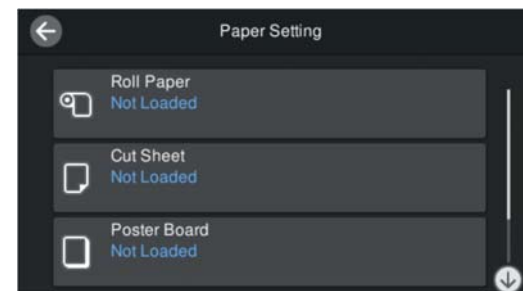 Paper Setting
Roll Paper
Not Loaded
Cut Sheet
Not Loaded
Poster Board
Not Loaded